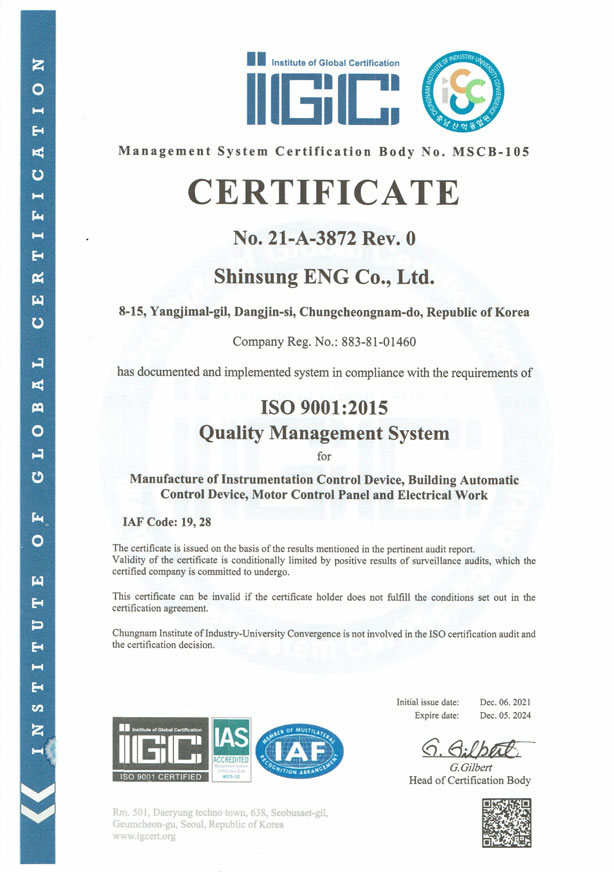 INSTITUTE OF GLOBAL CERTIFICATION
Institute of Global Certification
iGC
CHUNGNAM INSTITUTE OF INDUSTRY-UNIVERSITY CONVERGENCE
충남산학융합원
Management System Certification Body No. MSCB-105
CERTIFICATE
No. 21-A-3872 Rev. 0
Shinsung ENG Co., Ltd.
8-15, Yangjimal-gil, Dangjin-si, Chungcheongnam-do, Republic of Korea
Company Reg. No.: 883-81-01460
has documented and implemented system in compliance with the requirements of
ISO 9001:2015
Quality Management System
for
Manufacture of Instrumentation Control Device, Building Automatic
Control Device, Motor Control Panel and Electrical Work
IAF Code: 19, 28
The certificate is issued on the basis of the results mentioned in the pertinent audit report.
Validity of the certificate is conditionally limited by positive results of surveillance audits, which the
certified company is committed to undergo.
This certificate can be invalid if the certificate holder does not fulfill the conditions set out in the
certification agreement.
Chungnam Institute of Industry-University Convergence is not involved in the ISO certification audit and
the certification decision.
Initial issue date: Dec. 06. 2021
Expire date: Dec. 05. 2024
Institute of Global Certification
iGC
ISO 9001 CERTIFIED
IAS
ACCREDITED
MEMBER OF MULTILATERAL
IAF
RECOGNITION ARRANGEMENT
G. Gilbert
G.Gilbert
Head of Certification Body
Rm. 501, Daeryung techno town, 638, Seobusaet-gil,
Geumcheon-gu, Seoul, Republic of Korea
www.igcert.org